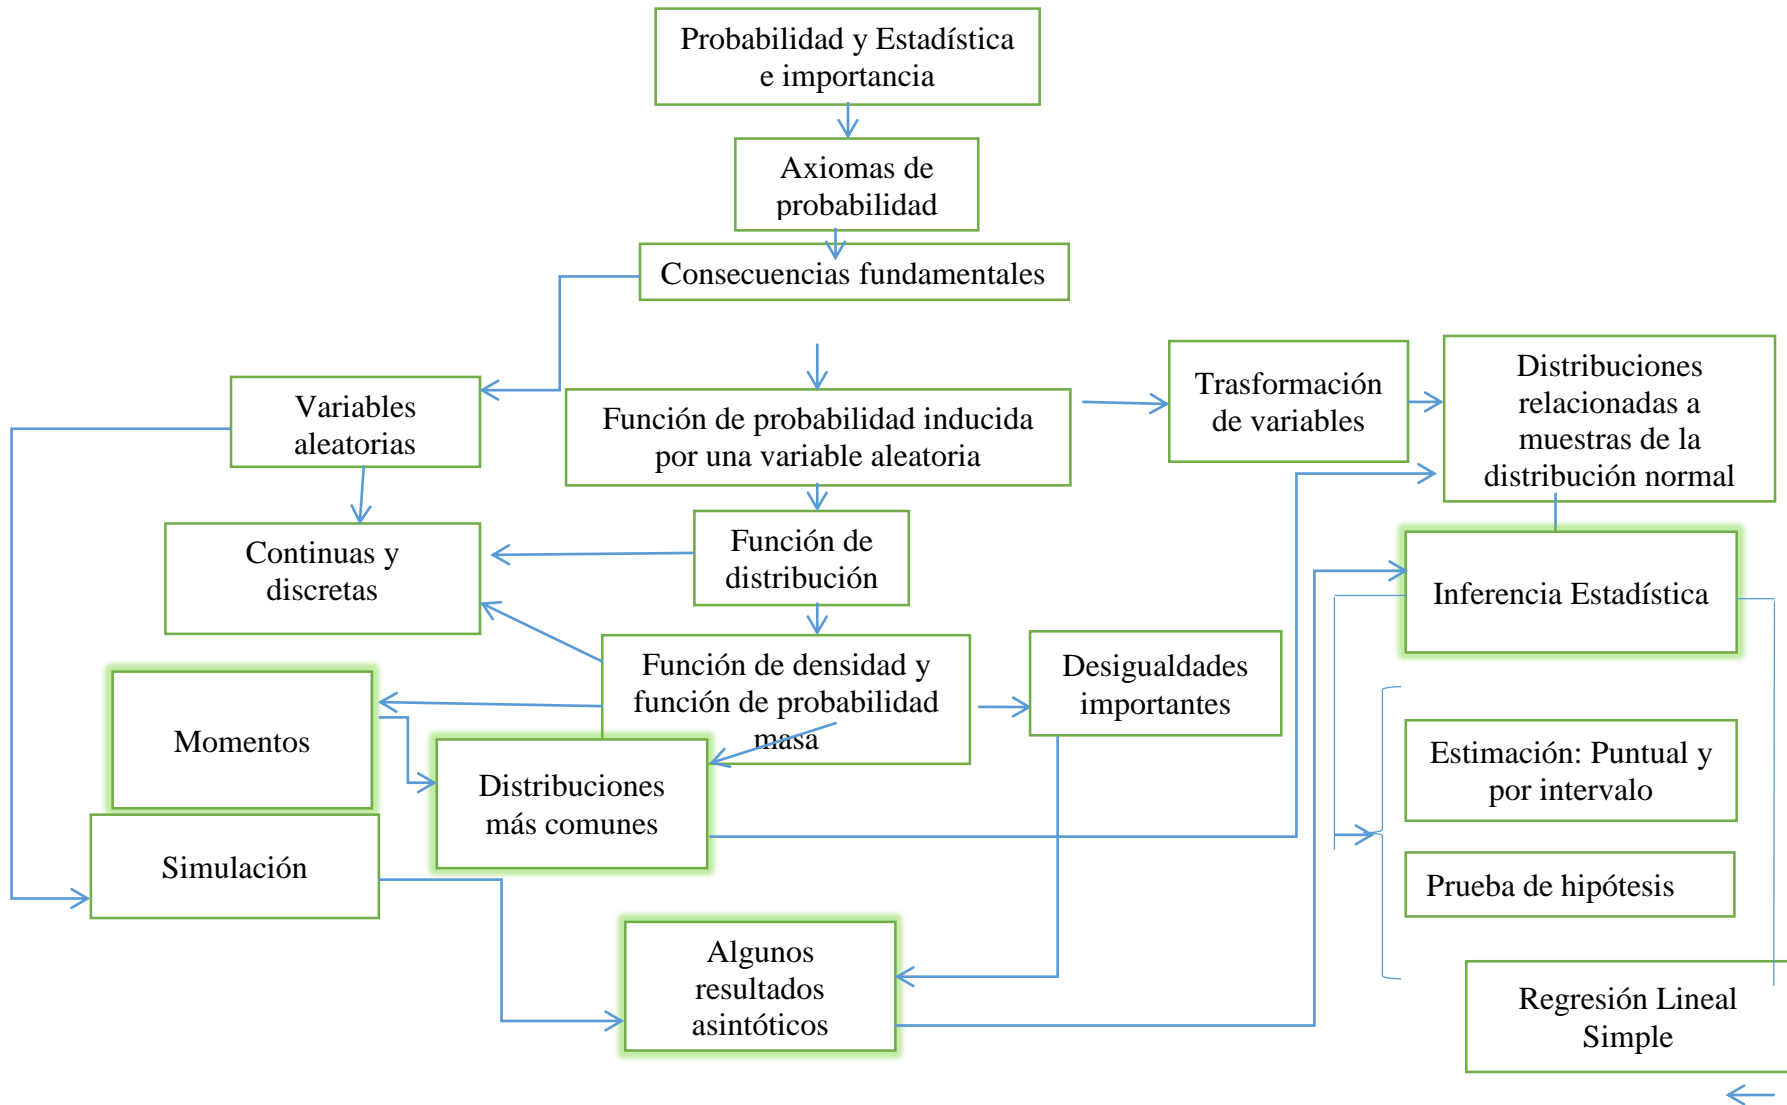 Probabilidad y Estadística
e importancia
Axiomas de
probabilidad
Consecuencias fundamentales
Variables
aleatorias
Función de probabilidad inducida
por una variable aleatoria
Trasformación
de variables
Distribuciones
relacionadas a
muestras de la
distribución normal
Continuas y
discretas
Función de
distribución
Inferencia Estadística
Función de densidad y
función de probabilidad
masa
Desigualdades
importantes
Momentos
Distribuciones
más comunes
Estimación: Puntual y
por intervalo
Simulación
Prueba de hipótesis
Algunos
resultados
asintóticos
Regresión Lineal
Simple